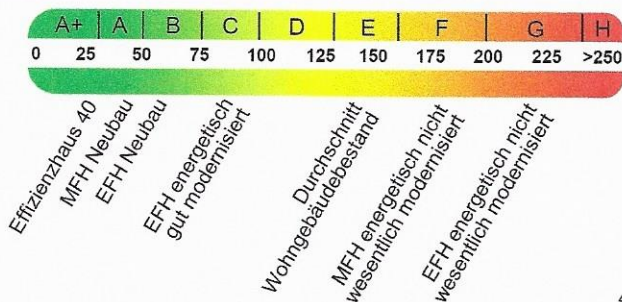 A+ A B C D E F G H
0 25 50 75 100 125 150 175 200 225 >250
Effizienzhaus 40
MFH Neubau
EFH Neubau
EFH energetisch
gut modernisiert
Durchschnitt
Wohngebäudebestand
MFH energetisch nicht
wesentlich modernisiert
EFH energetisch nicht
wesentlich modernisiert